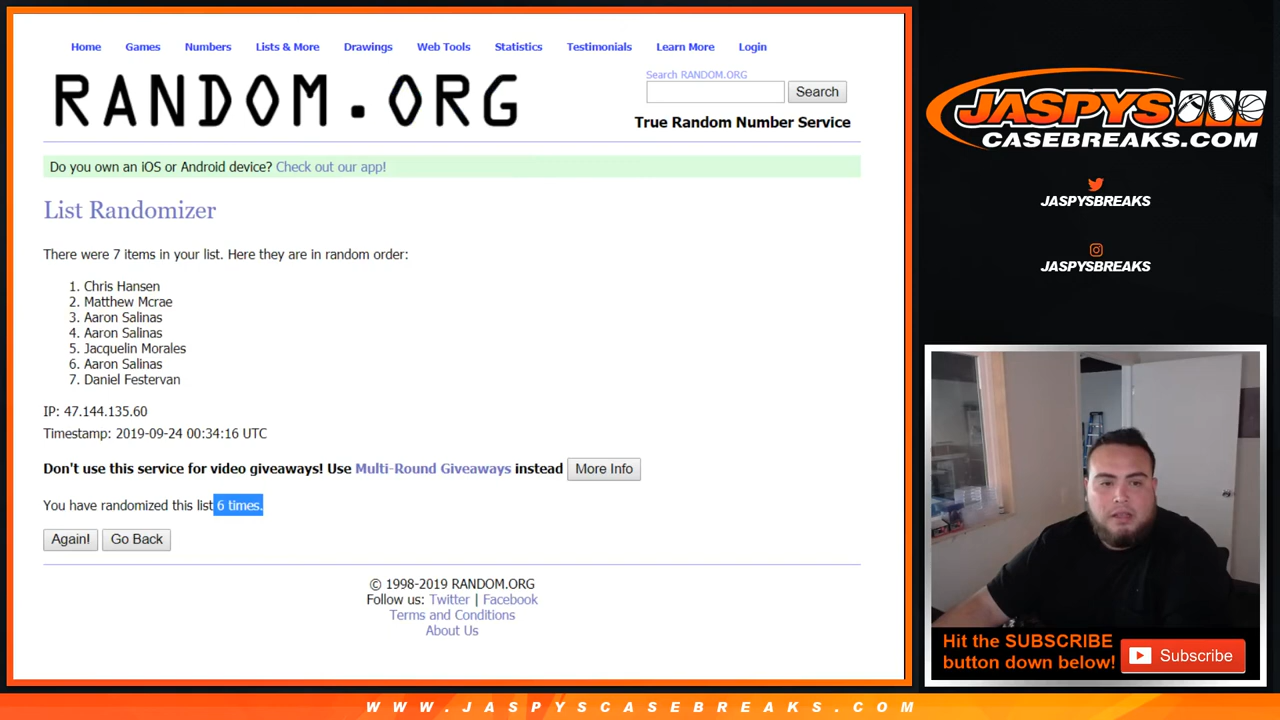 Home Games Numbers Lists & More Drawings Web Tools Statistics Testimonials Learn More Login
RANDOM.ORG
Search RANDOM.ORG
Search
True Random Number Service
Do you own an iOS or Android device? Check out our app!
List Randomizer
There were 7 items in your list. Here they are in random order:
1. Chris Hansen
2. Matthew Mcrae
3. Aaron Salinas
4. Aaron Salinas
5. Jacquelin Morales
6. Aaron Salinas
7. Daniel Festervan
IP: 47.144.135.60
Timestamp: 2019-09-24 00:34:16 UTC
Don't use this service for video giveaways! Use Multi-Round Giveaways instead More Info
You have randomized this list 6 times.
Again! Go Back
© 1998-2019 RANDOM.ORG
Follow us: Twitter | Facebook
Terms and Conditions
About Us
JASPYS
CASEBREAKS.COM
JASPYSBREAKS
JASPYSBREAKS
Hit the SUBSCRIBE
button down below!
Subscribe
WWW.JASPYSCASEBREAKS.COM